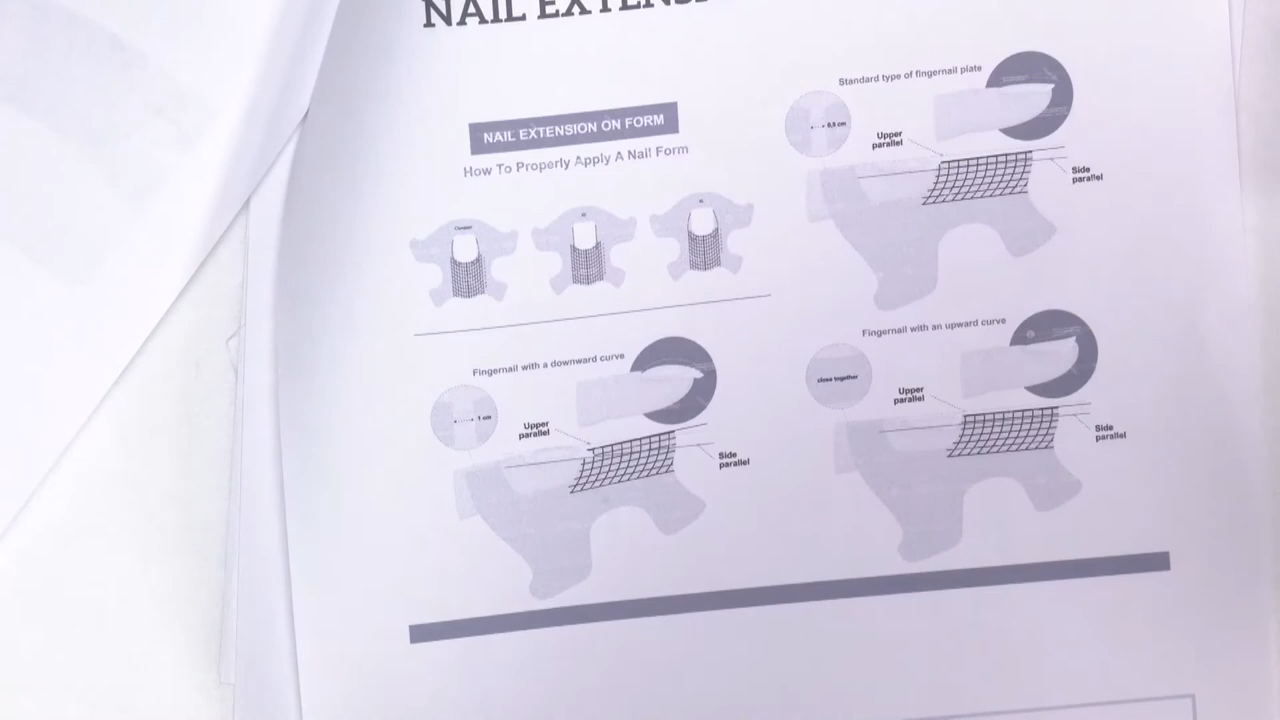 NAIL EXTENSI
NAIL EXTENSION ON FORM
How To Properly Apply A Nail Form
Standard type of fingernail plate
0,5 cm
Upper
parallel
Side
parallel
Fingernail with a downward curve
1 cm
Upper
parallel
Side
parallel
Fingernail with an upward curve
close together
Upper
parallel
Side
parallel